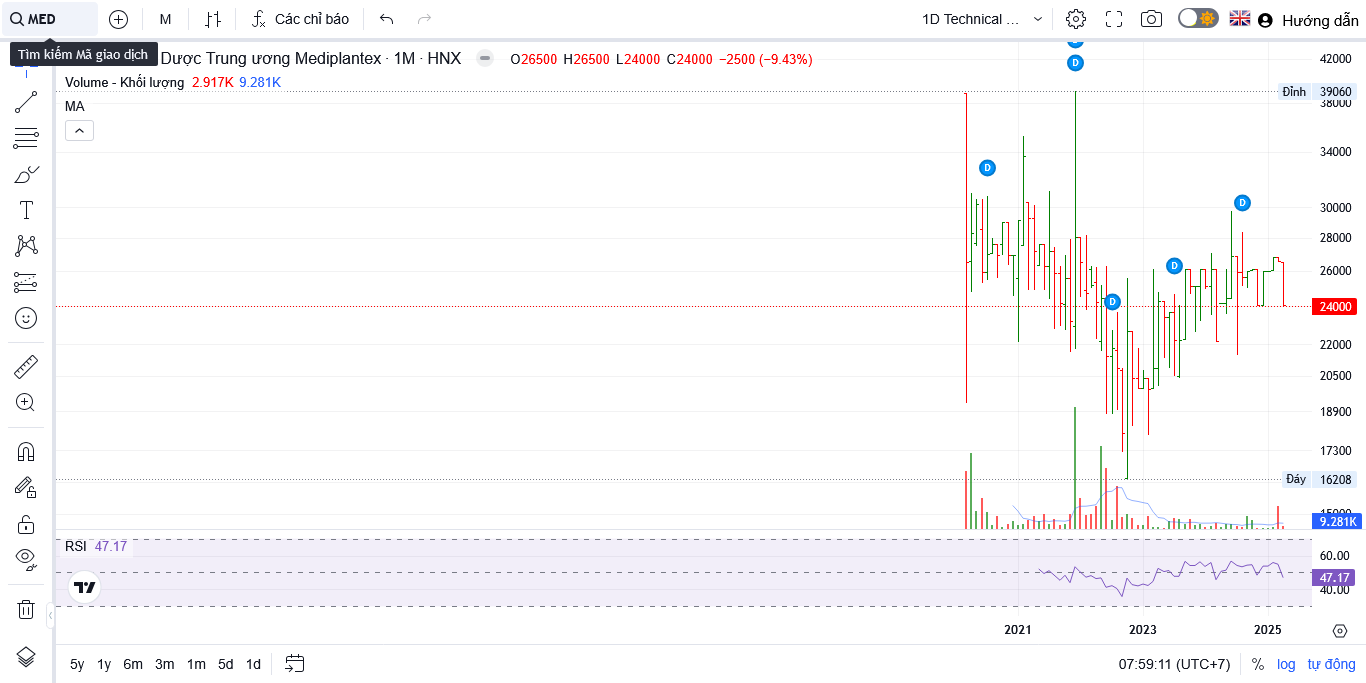 MED
M
Các chỉ báo
1D Technical ...
Hướng dẫn
Tìm kiếm Mã giao dịch
Dược Trung ương Mediplantex · 1M · HNX
O26500 H26500 L24000 C24000 −2500 (−9.43%)
Volume - Khối lượng 2.917K 9.281K
MA
D
D
D
D
D
42000
Đỉnh 39060
38000
34000
30000
28000
26000
24000
22000
20500
18900
17300
Đáy 16208
15000
9.281K
RSI 47.17
60.00
47.17
40.00
2021
2023
2025
5y 1y 6m 3m 1m 5d 1d
07:59:11 (UTC+7)
% log tự động